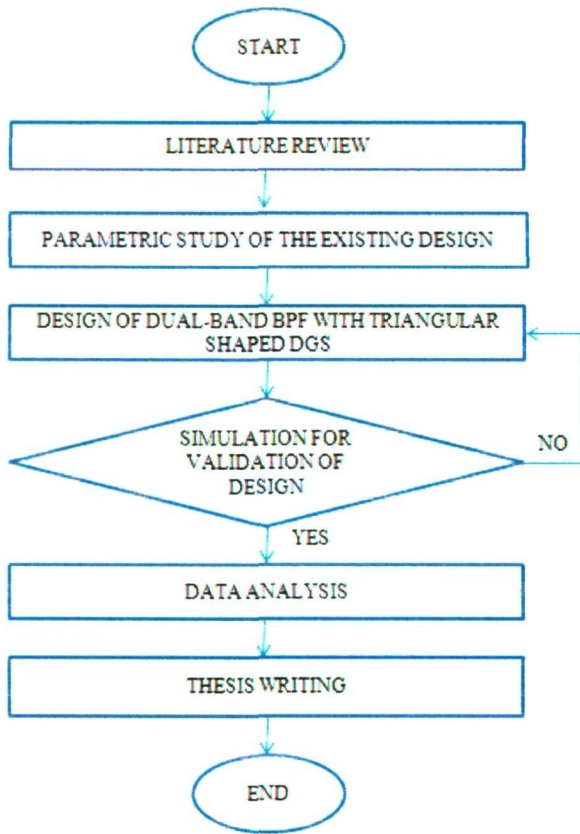 START
LITERATURE REVIEW
PARAMETRIC STUDY OF THE EXISTING DESIGN
DESIGN OF DUAL-BAND BPF WITH TRIANGULAR
SHAPED DGS
SIMULATION FOR
VALIDATION OF
DESIGN
NO
YES
DATA ANALYSIS
THESIS WRITING
END